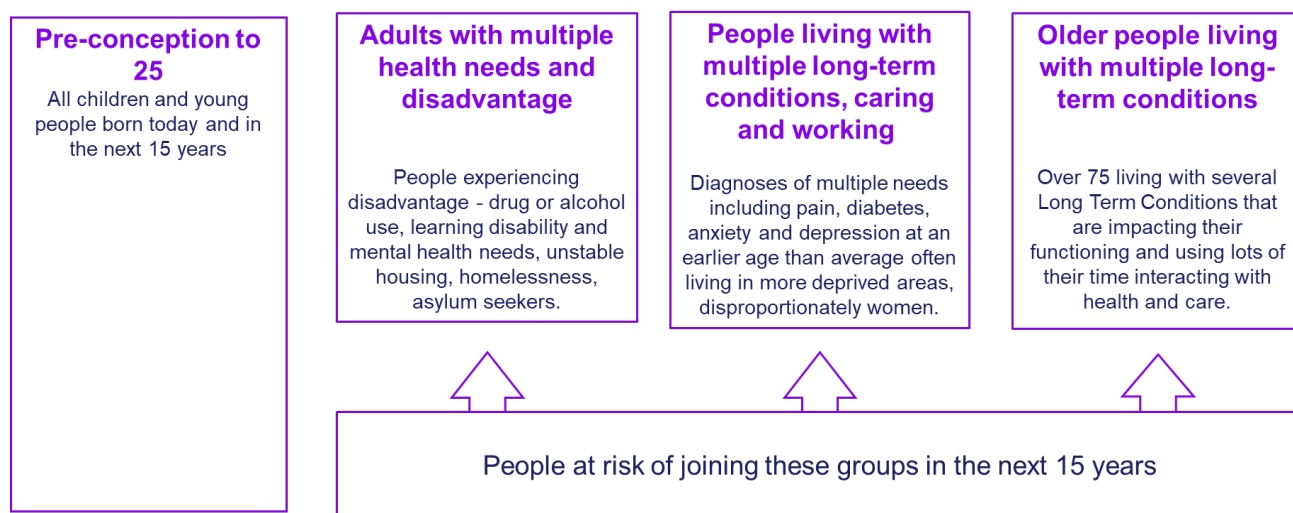 Pre-conception to
25
All children and young
people born today and in
the next 15 years
Adults with multiple
health needs and
disadvantage
People experiencing
disadvantage - drug or alcohol
use, learning disability and
mental health needs, unstable
housing, homelessness,
asylum seekers.
People living with
multiple long-term
conditions, caring
and working
Diagnoses of multiple needs
including pain, diabetes,
anxiety and depression at an
earlier age than average often
living in more deprived areas,
disproportionately women.
Older people living
with multiple long-
term conditions
Over 75 living with several
Long Term Conditions that
are impacting their
functioning and using lots of
their time interacting with
health and care.
People at risk of joining these groups in the next 15 years